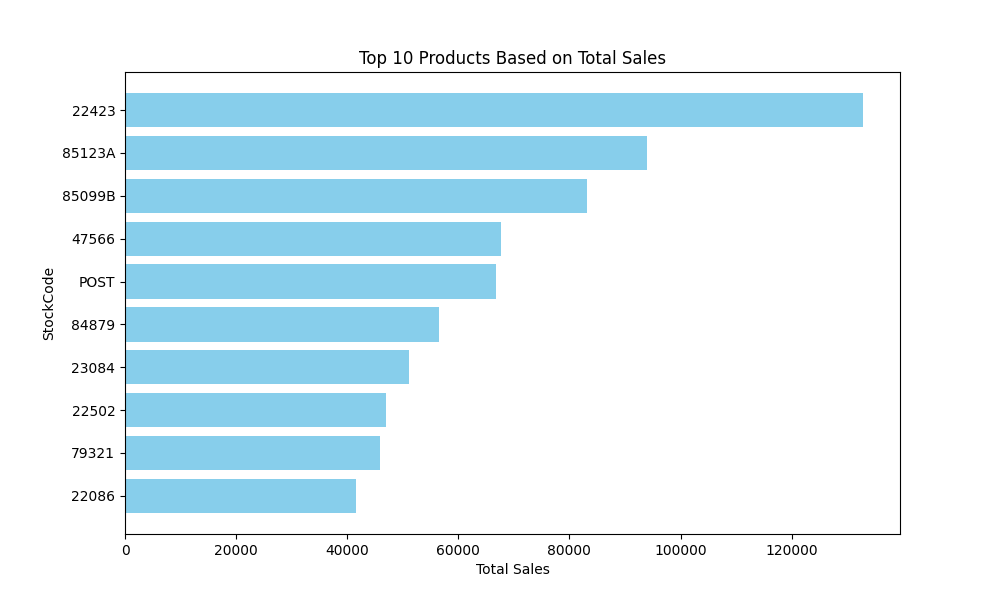 Top 10 Products Based on Total Sales
StockCode
22423
85123A
85099B
47566
POST
84879
23084
22502
79321
22086
0 20000 40000 60000 80000 100000 120000
Total Sales